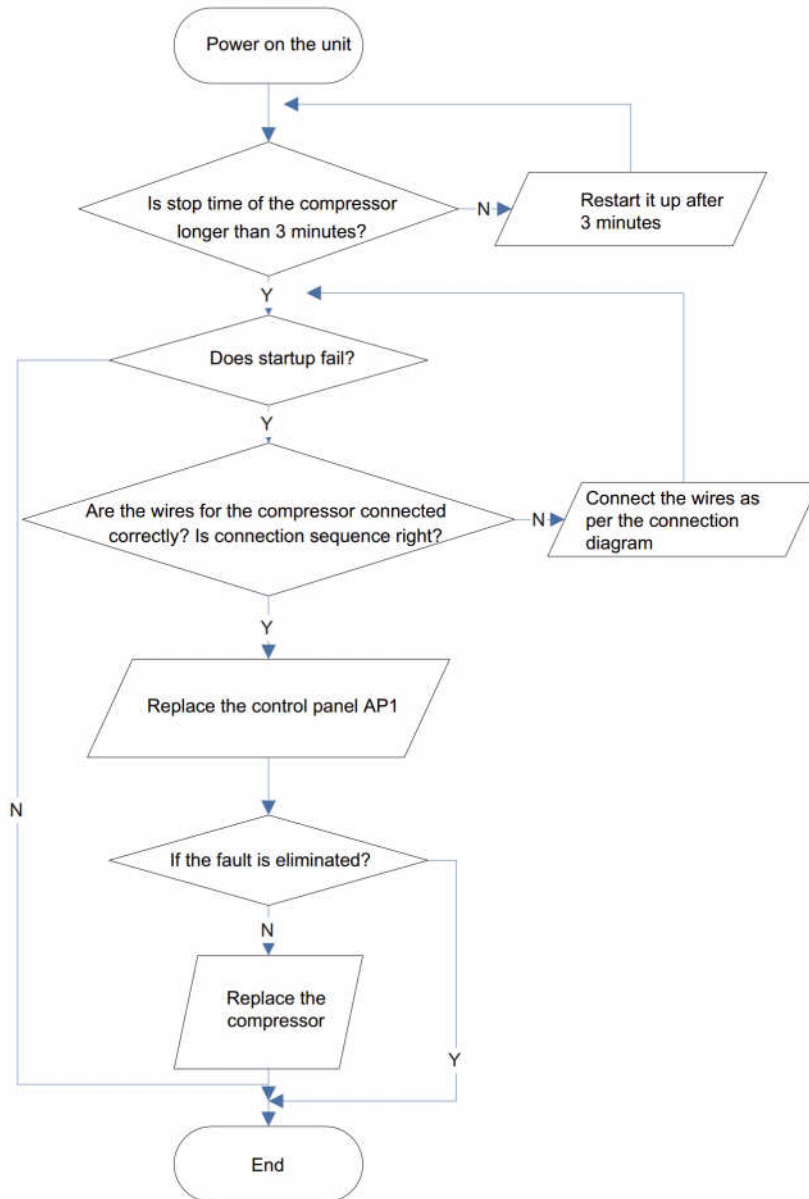 Power on the unit
Is stop time of the compressor
longer than 3 minutes?
N
Restart it up after
3 minutes
Y
Does startup fail?
Y
Are the wires for the compressor connected
correctly? Is connection sequence right?
N
Connect the wires as
per the connection
diagram
Y
Replace the control panel AP1
N
If the fault is eliminated?
N
Replace the
compressor
Y
End